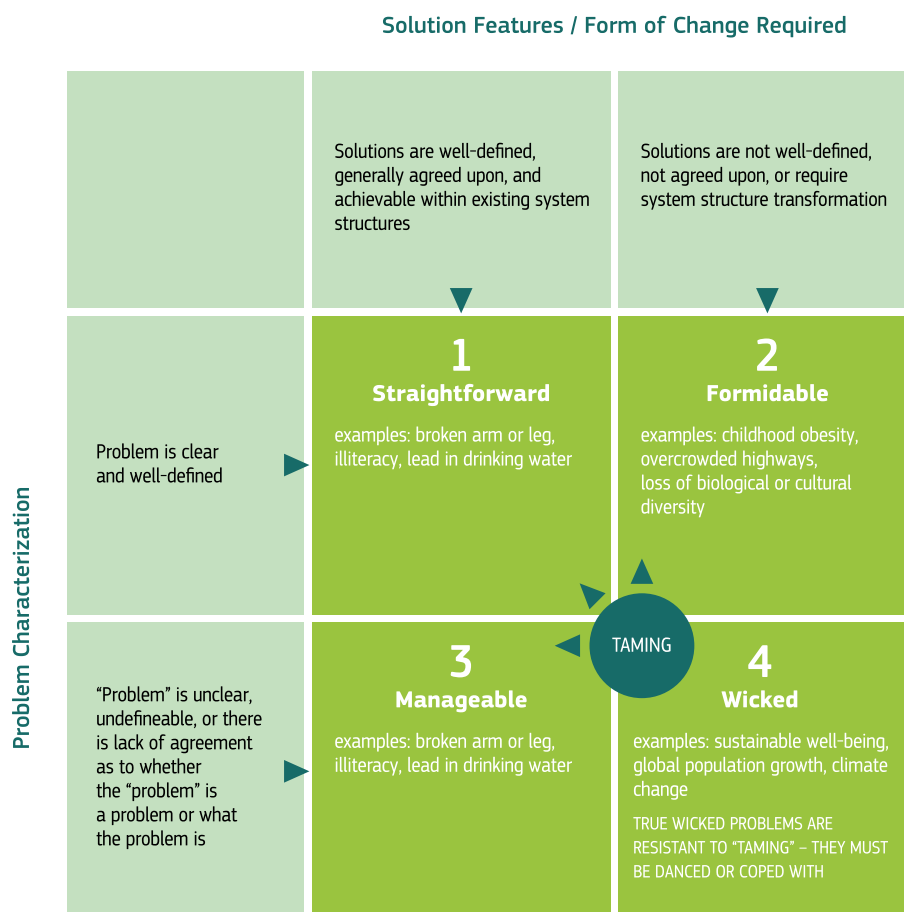 Solution Features / Form of Change Required
Solutions are well-defined,
generally agreed upon, and
achievable within existing system
structures
Solutions are not well-defined,
not agreed upon, or require
system structure transformation
Problem Characterization
Problem is clear
and well-defined
1
Straightforward
examples: broken arm or leg,
illiteracy, lead in drinking water
2
Formidable
examples: childhood obesity,
overcrowded highways,
loss of biological or cultural
diversity
TAMING
“Problem” is unclear,
undefineable, or there
is lack of agreement
as to whether
the “problem” is
a problem or what
the problem is
3
Manageable
examples: broken arm or leg,
illiteracy, lead in drinking water
4
Wicked
examples: sustainable well-being,
global population growth, climate
change
TRUE WICKED PROBLEMS ARE
RESISTANT TO “TAMING” – THEY MUST
BE DANCED OR COPED WITH